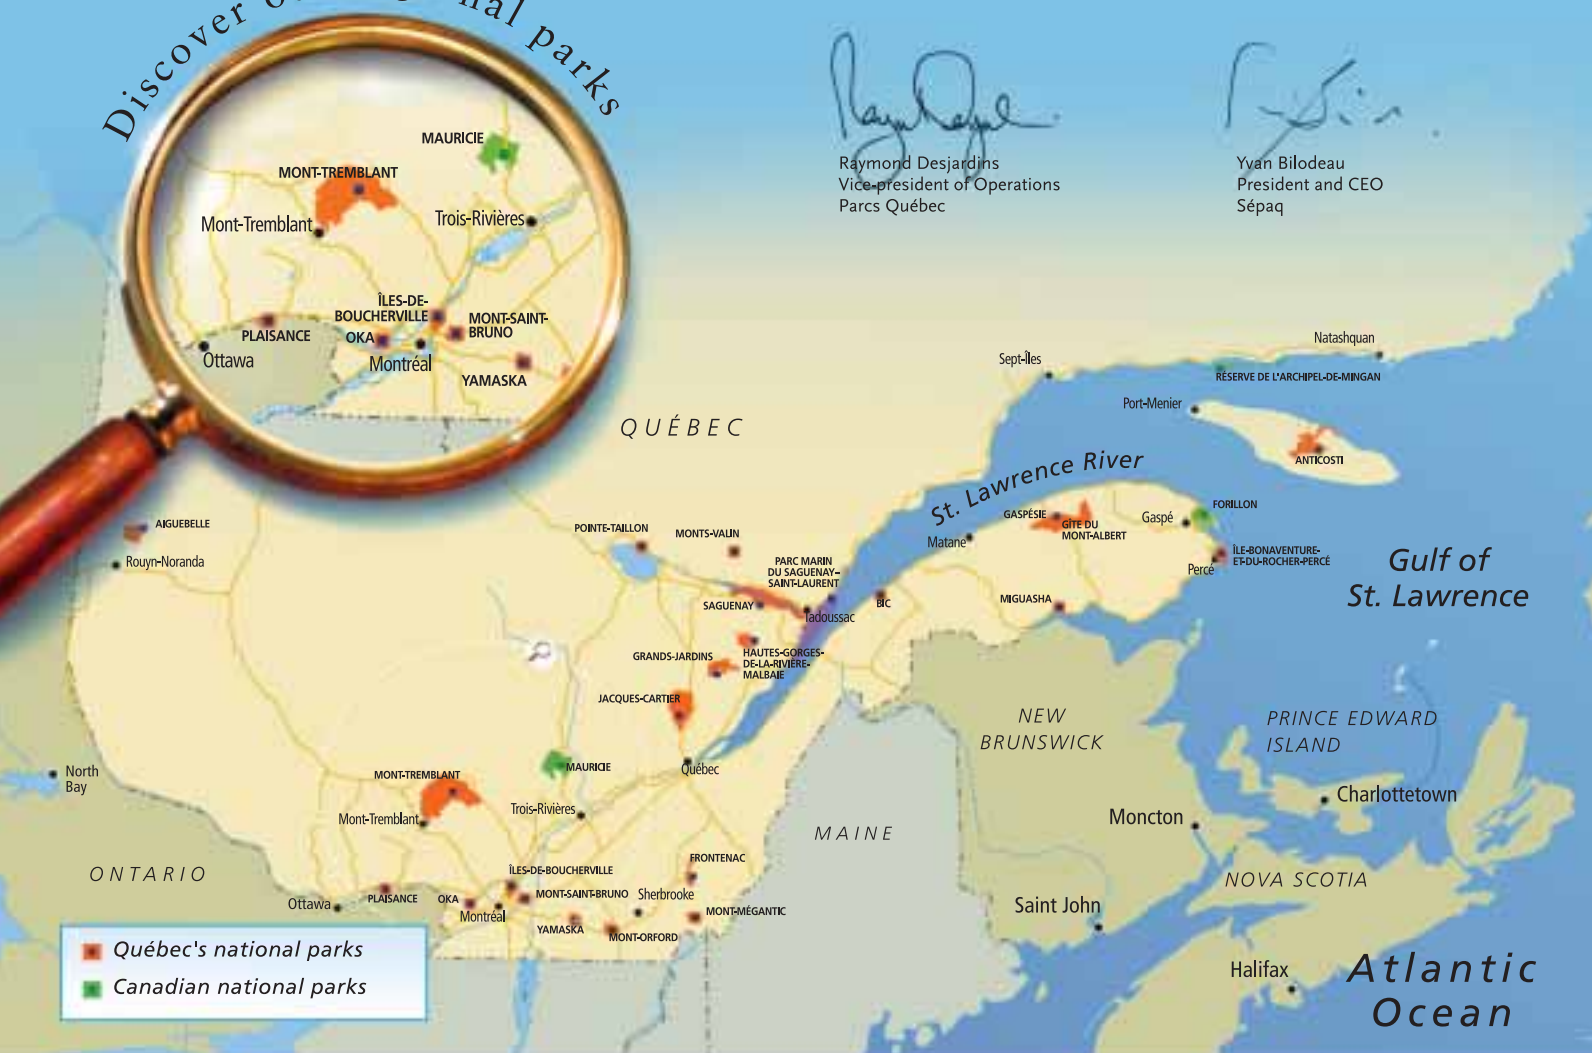 Discover
parks
Raymond Desjardins
Vice-president of Operations
Parcs Québec
Yvan Bilodeau
President and CEO
Sépaq
MAURICIE
MONT-TREMBLANT
Mont-Tremblant
Trois-Rivières
ÎLES-DE-
BOUCHERVILLE
MONT-SAINT-
BRUNO
PLAISANCE
OKA
Ottawa
Montréal
YAMASKA
Natashquan
Sept-Îles
RÉSERVE DE L'ARCHIPEL-DE-MINGAN
Port-Menier
QUÉBEC
ANTICOSTI
St. Lawrence River
AIGUEBELLE
Rouyn-Noranda
POINTE-TAILLON
MONTS-VALIN
GASPÉSIE
GÎTE DU
MONT-ALBERT
Gaspé
FORILLON
Matane
ÎLE-BONAVENTURE-
ET-DU-ROCHER-PERCÉ
Percé
Gulf of
St. Lawrence
PARC MARIN
DU SAGUENAY–
SAINT-LAURENT
SAGUENAY
Tadoussac
BIC
MIGUASHA
GRANDS-JARDINS
HAUTES-GORGES-
DE-LA-RIVIÈRE-
MALBAIE
JACQUES-CARTIER
NEW
BRUNSWICK
PRINCE EDWARD
ISLAND
North
Bay
MONT-TREMBLANT
MAURICIE
Québec
Mont-Tremblant
Trois-Rivières
Charlottetown
Moncton
MAINE
ONTARIO
FRONTENAC
ÎLES-DE-BOUCHERVILLE
NOVA SCOTIA
Ottawa
PLAISANCE
OKA
MONT-SAINT-BRUNO
Sherbrooke
Montréal
MONT-MÉGANTIC
YAMASKA
MONT-ORFORD
Saint John
Québec's national parks
Canadian national parks
Halifax
Atlantic
Ocean